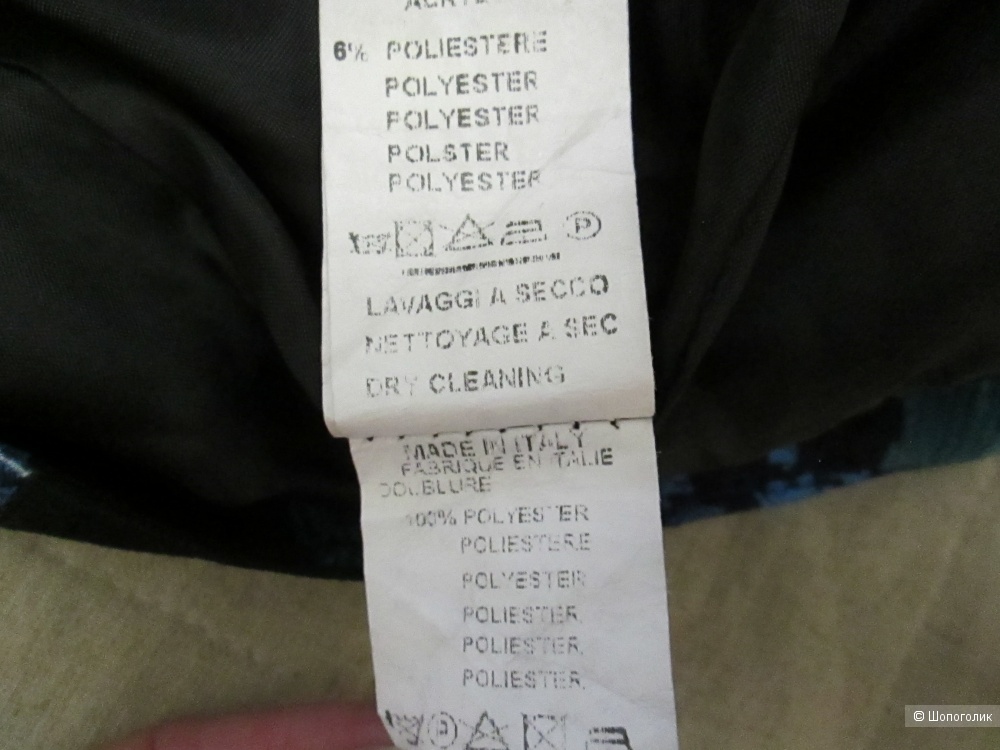 6% POLIESTERE
POLYESTER
POLYESTER
POLSTER
POLYESTER
P
LAVAGGI A SECCO
NETTOYAGE A SEC
DRY CLEANING
MADE IN ITALY
FABRIQUE EN ITALIE
DOUBLURE
100% POLYESTER
POLIESTERE
POLYESTER
POLIESTER.
POLIESTER.
POLIESTER.
P
© Шопоголик